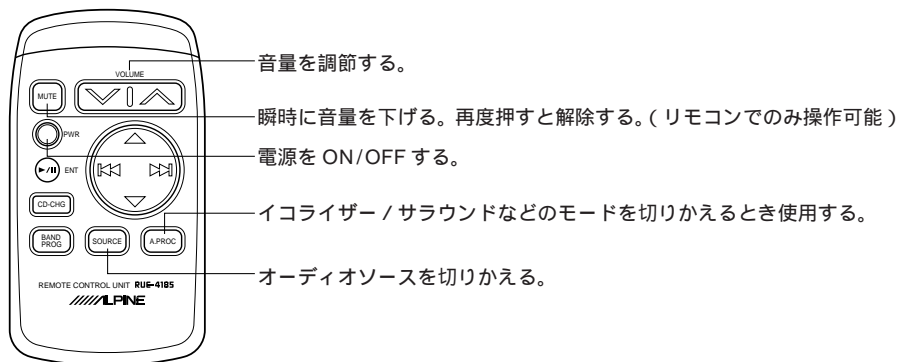 音量を調節する。
VOLUME
MUTE
瞬時に音量を下げる。再度押すと解除する。(リモコンでのみ操作可能)
PWR
電源を ON/OFF する。
ENT
CD-CHG
イコライザー / サラウンドなどのモードを切りかえるとき使用する。
BAND
PROG
SOURCE
A.PROC
オーディオソースを切りかえる。
REMOTE CONTROL UNIT RUE-4185
ALPINE